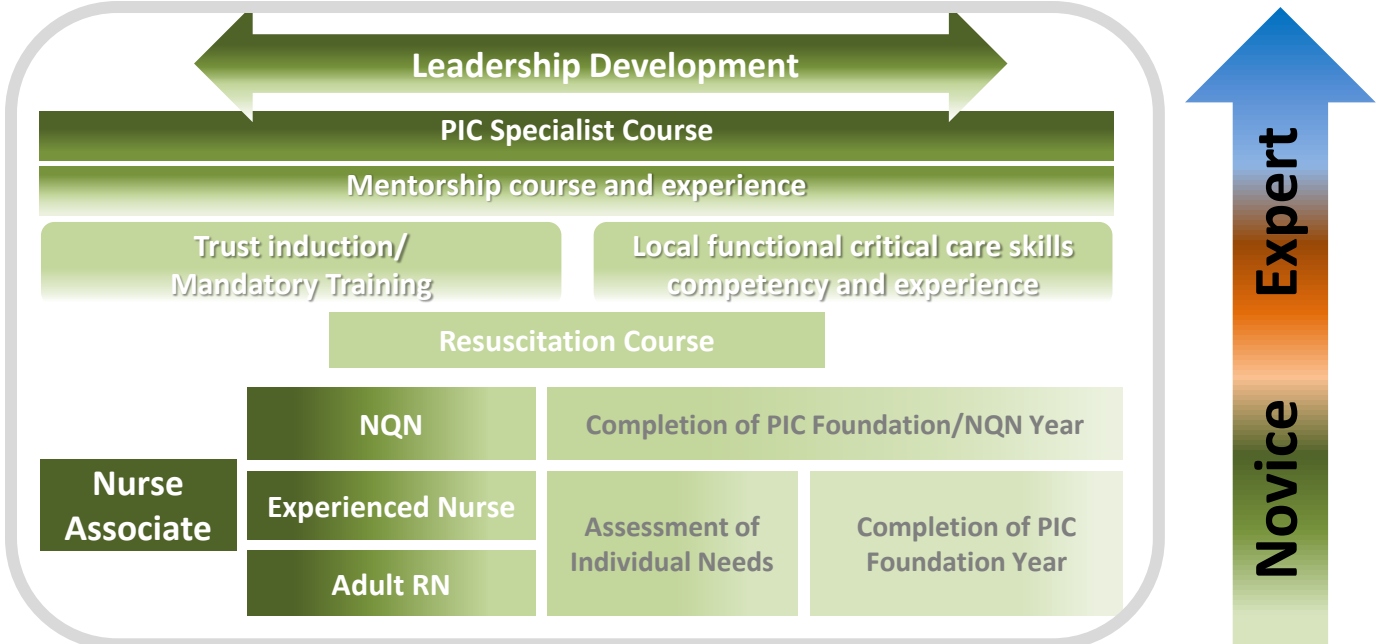 Leadership Development
PIC Specialist Course
Mentorship course and experience
Trust induction/
Mandatory Training
Local functional critical care skills
competency and experience
Resuscitation Course
NQN
Completion of PIC Foundation/NQN Year
Nurse
Associate
Experienced Nurse
Adult RN
Assessment of
Individual Needs
Completion of PIC
Foundation Year
Expert
Novice